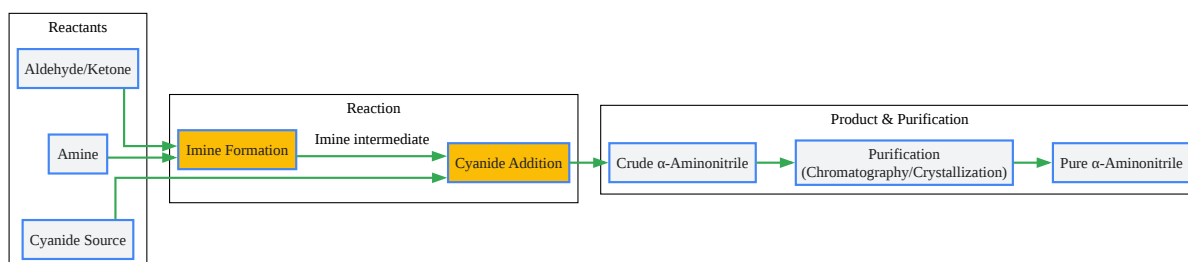 Reactants
Aldehyde/Ketone
Amine
Cyanide Source
Reaction
Imine Formation
Imine intermediate
Cyanide Addition
Product & Purification
Crude α-Aminonitrile
Purification
(Chromatography/Crystallization)
Pure α-Aminonitrile